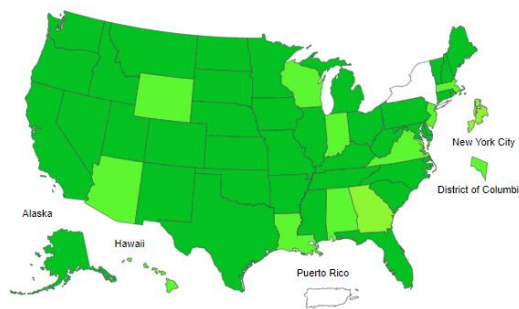 New York City
District of Columbi
Alaska
Hawaii
Puerto Rico